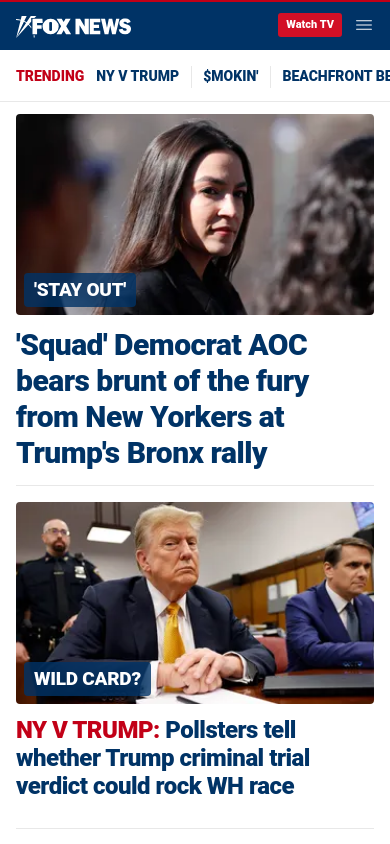 FOX NEWS
Watch TV
TRENDING NY V TRUMP $MOKIN' BEACHFRONT BE
'STAY OUT'
'Squad' Democrat AOC
bears brunt of the fury
from New Yorkers at
Trump's Bronx rally
WILD CARD?
NY V TRUMP: Pollsters tell
whether Trump criminal trial
verdict could rock WH race